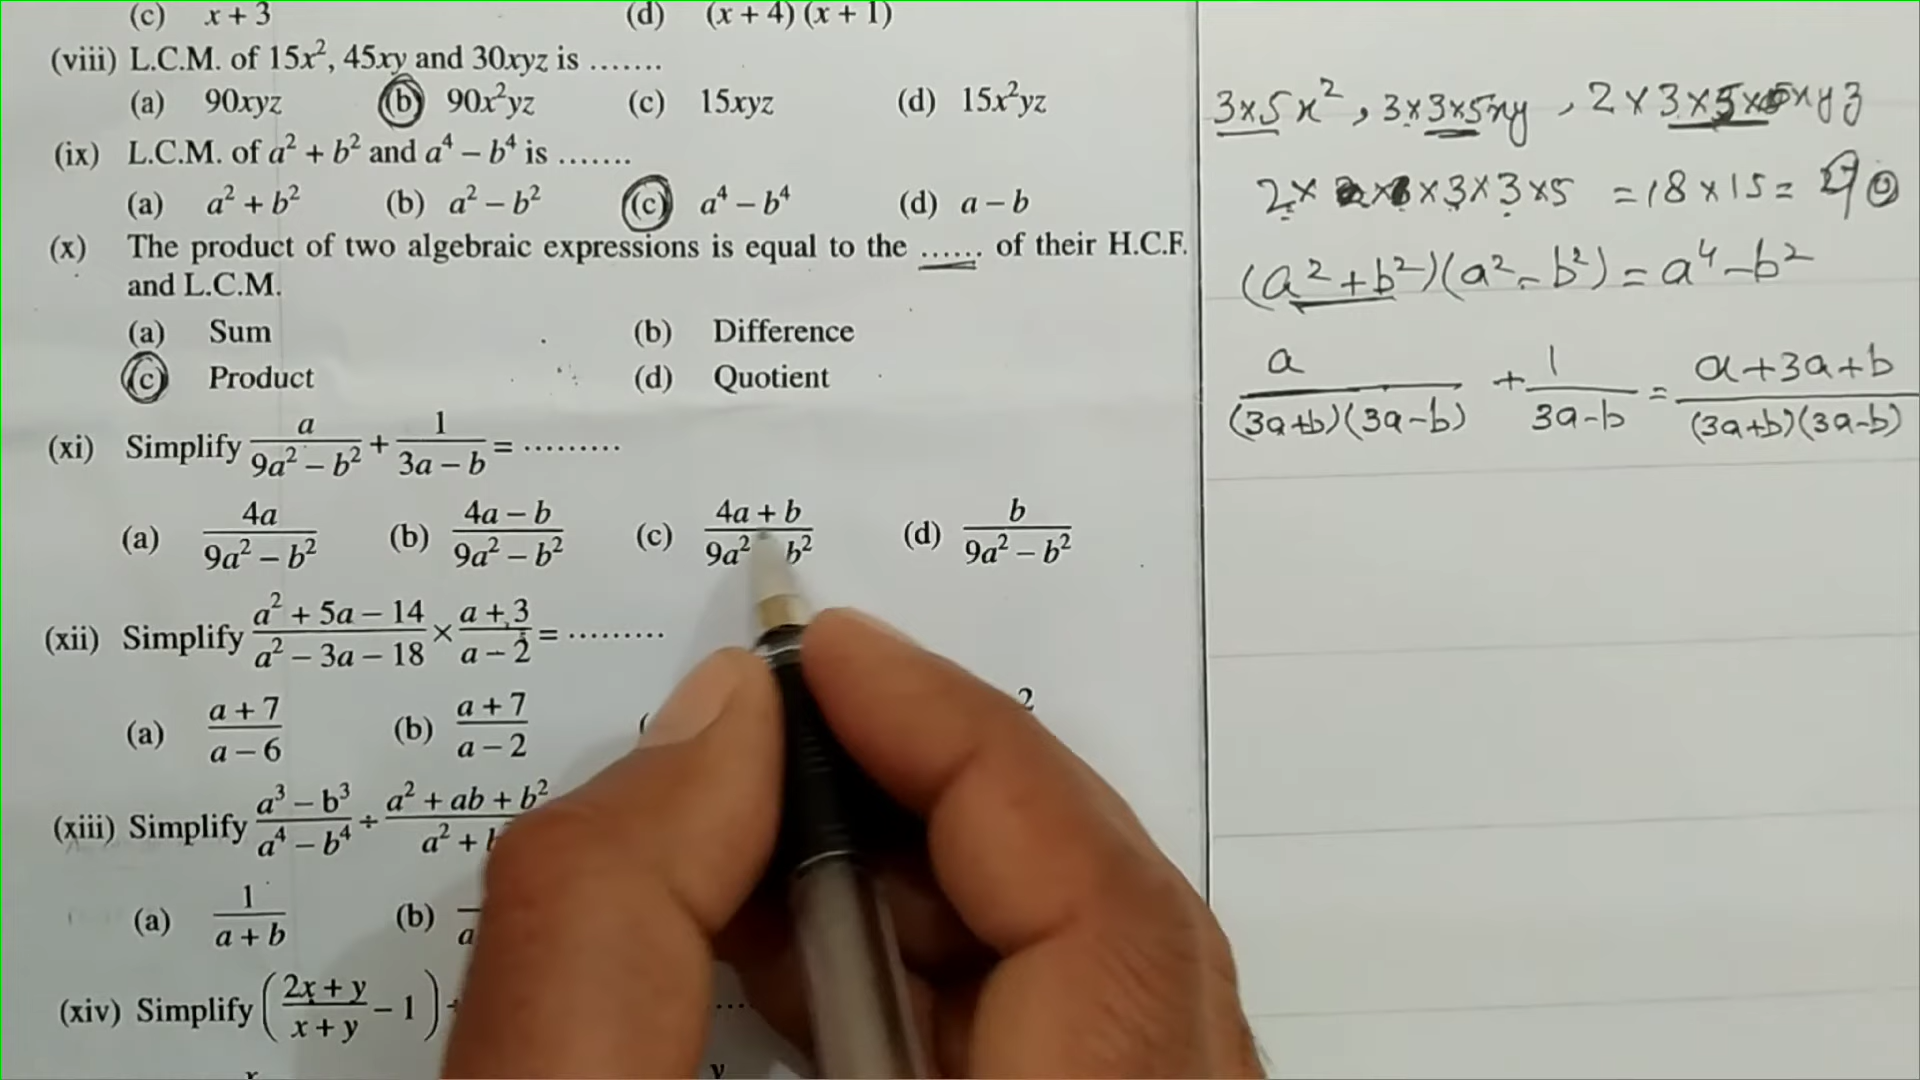 (c) x + 3 (d) (x + 4) (x + 1)
(viii) L.C.M. of 15x², 45xy and 30xyz is .......
(a) 90xyz (b) 90x²yz (c) 15xyz (d) 15x²yz
(ix) L.C.M. of a² + b² and a⁴ – b⁴ is .......
(a) a² + b² (b) a² – b² (c) a⁴ – b⁴ (d) a – b
(x) The product of two algebraic expressions is equal to the ...... of their H.C.F.
and L.C.M.
(a) Sum (b) Difference
(c) Product (d) Quotient
(xi) Simplify a/(9a² – b²) + 1/(3a – b) = .........
(a) 4a/(9a² – b²) (b) (4a – b)/(9a² – b²) (c) (4a + b)/(9a² b²) (d) b/(9a² – b²)
(xii) Simplify (a² + 5a – 14)/(a² – 3a – 18) × (a + 3)/(a – 2) = .........
(a) (a + 7)/(a – 6) (b) (a + 7)/(a – 2) 2
(xiii) Simplify (a³ – b³)/(a⁴ – b⁴) ÷ (a² + ab + b²)/(a² +
(a) 1/(a + b) (b) a
(xiv) Simplify ((2x + y)/(x + y) – 1) ....
x y
3×5x², 3×3×5xy, 2×3×5 xyz
2× ×3×3×5 =18×15= 90
(a²+b²)(a²-b²)=a⁴-b²
a/((3a+b)(3a-b)) + 1/(3a-b) = (a+3a+b)/((3a+b)(3a-b))